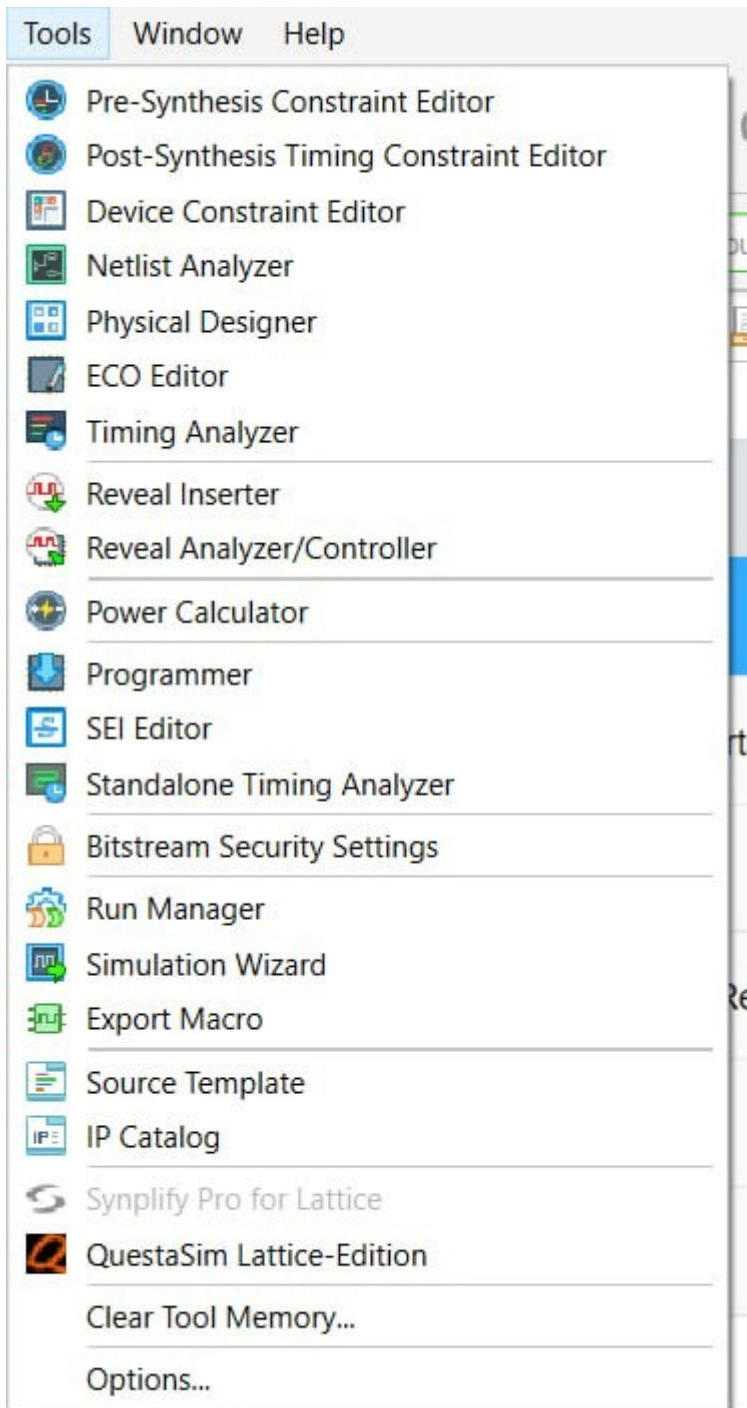 Tools Window Help
Pre-Synthesis Constraint Editor
Post-Synthesis Timing Constraint Editor
Device Constraint Editor
Netlist Analyzer
Physical Designer
ECO Editor
Timing Analyzer
Reveal Inserter
Reveal Analyzer/Controller
Power Calculator
Programmer
SEI Editor
Standalone Timing Analyzer
Bitstream Security Settings
Run Manager
Simulation Wizard
Export Macro
Source Template
IP Catalog
Synplify Pro for Lattice
QuestaSim Lattice-Edition
Clear Tool Memory...
Options...